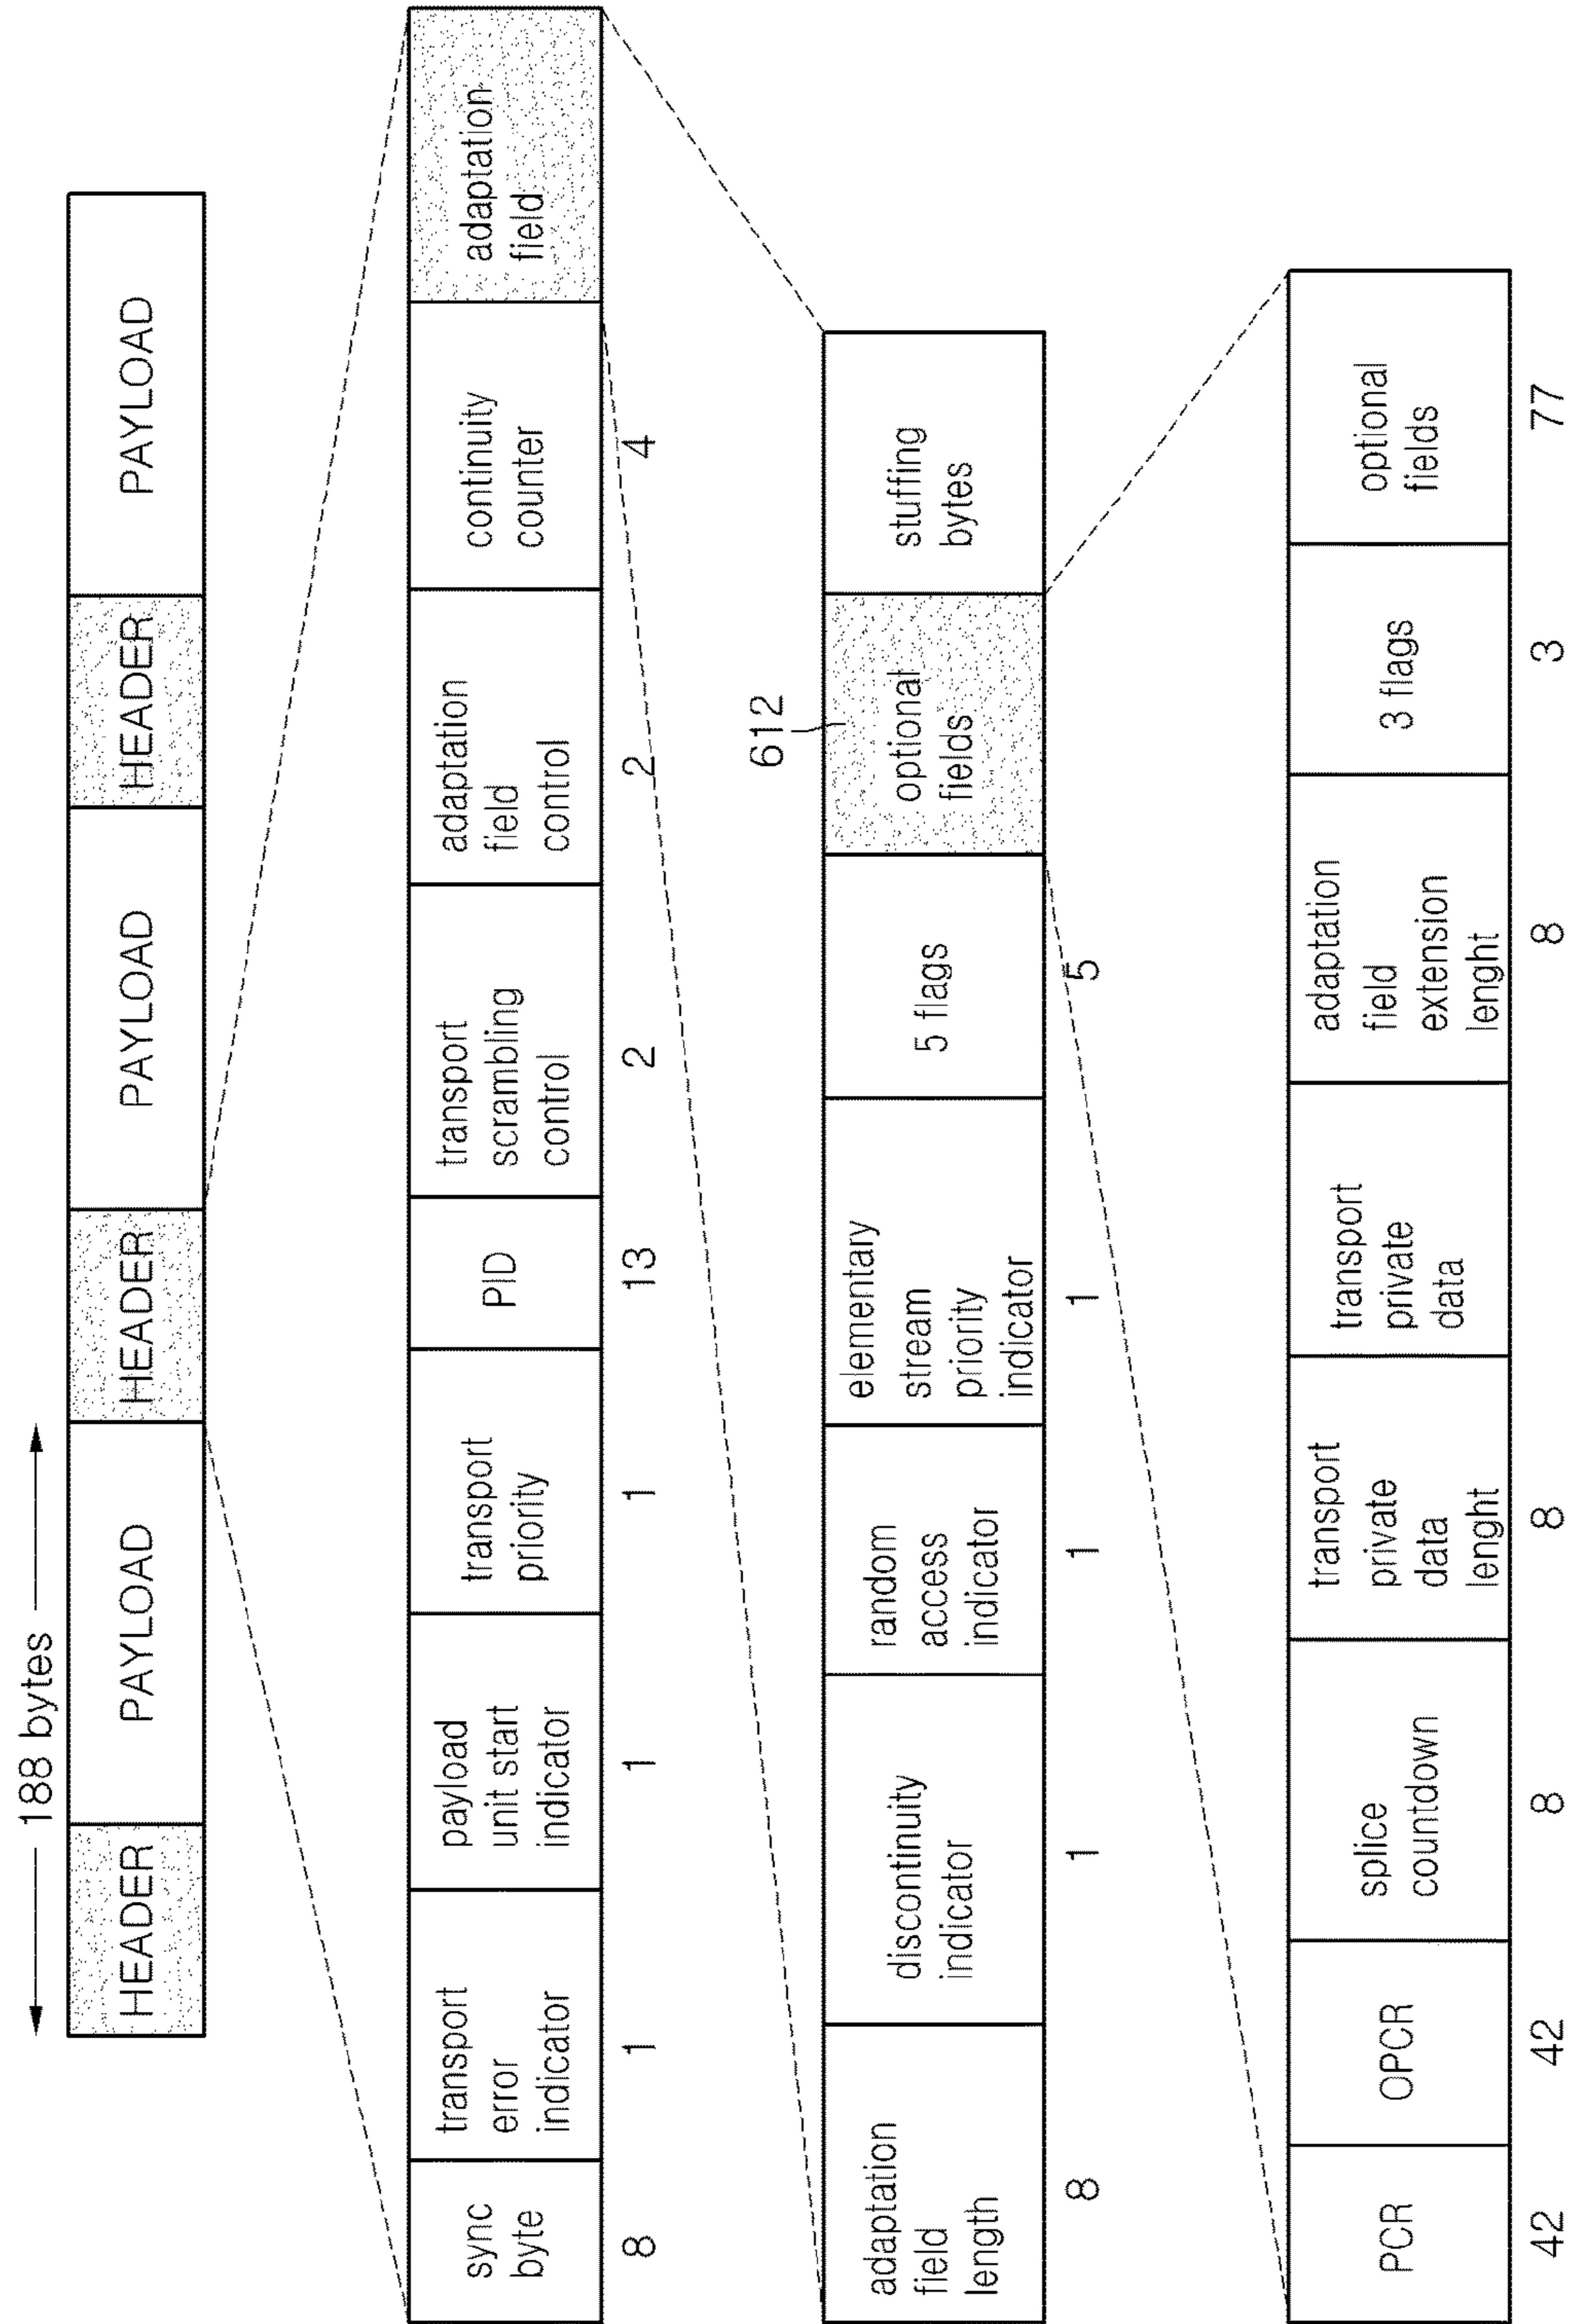 188 bytes
HEADER
PAYLOAD
HEADER
PAYLOAD
HEADER
PAYLOAD
sync
byte
transport
error
indicator
payload
unit start
indicator
transport
priority
PID
transport
scrambling
control
adaptation
field
control
continuity
counter
adaptation
field
8
1
1
1
13
2
2
4
612
adaptation
field
length
discontinuity
indicator
random
access
indicator
elementary
stream
priority
indicator
5 flags
optional
fields
stuffing
bytes
8
1
1
1
5
PCR
OPCR
splice
countdown
transport
private
data
lenght
transport
private
data
adaptation
field
extension
lenght
3 flags
optional
fields
42
42
8
8
8
3
77